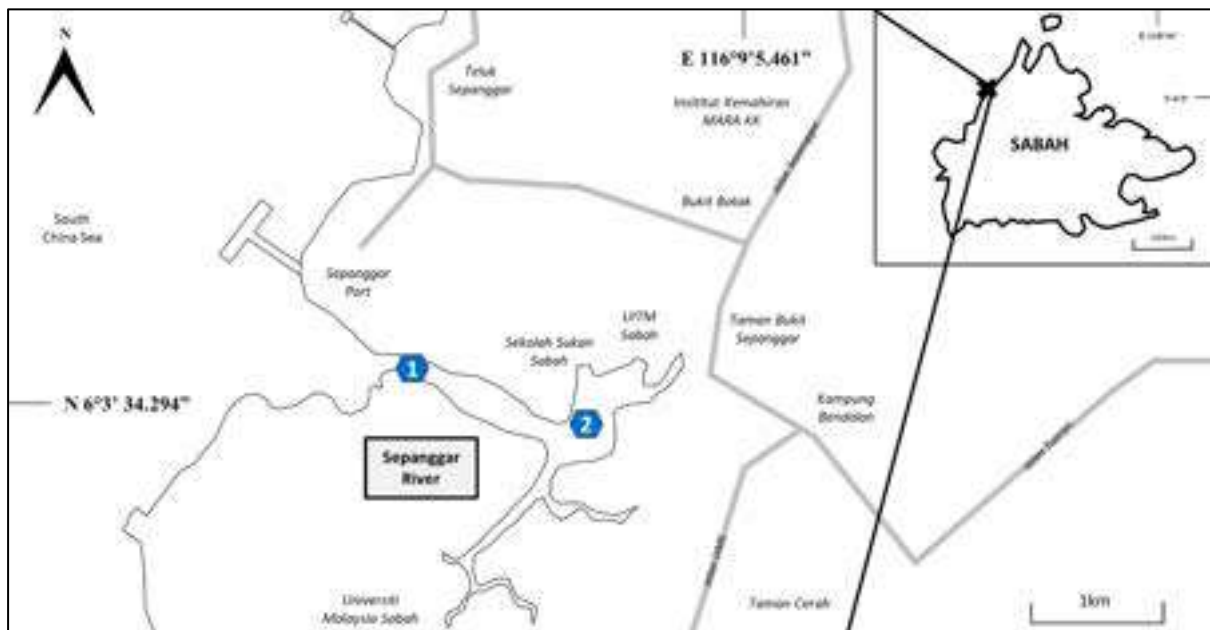 N
Teluk
Sepanggar
E 116°9'5.461"
Institut Kemahiran
MARA KK
SABAH
Bukit Botak
South
China Sea
Sepanggar
Port
UiTM
Sabah
Sekolah Sukan
Sabah
Taman Bukit
Sepanggar
1
N 6°3' 34.294"
2
Kampung
Bendalan
Sepanggar
River
Universiti
Malaysia Sabah
Taman Cerah
1km